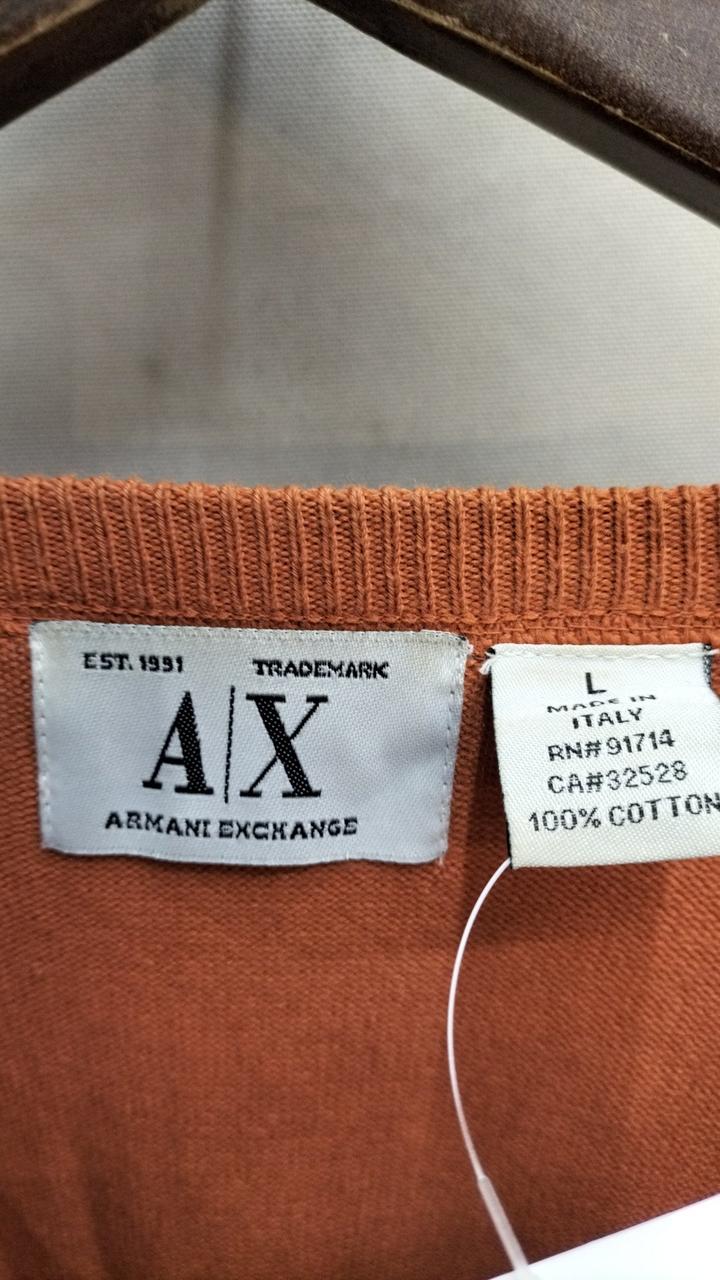 EST. 1991 TRADEMARK
A|X
ARMANI EXCHANGE
L
MADE IN
ITALY
RN#91714
CA#32528
100% COTTON